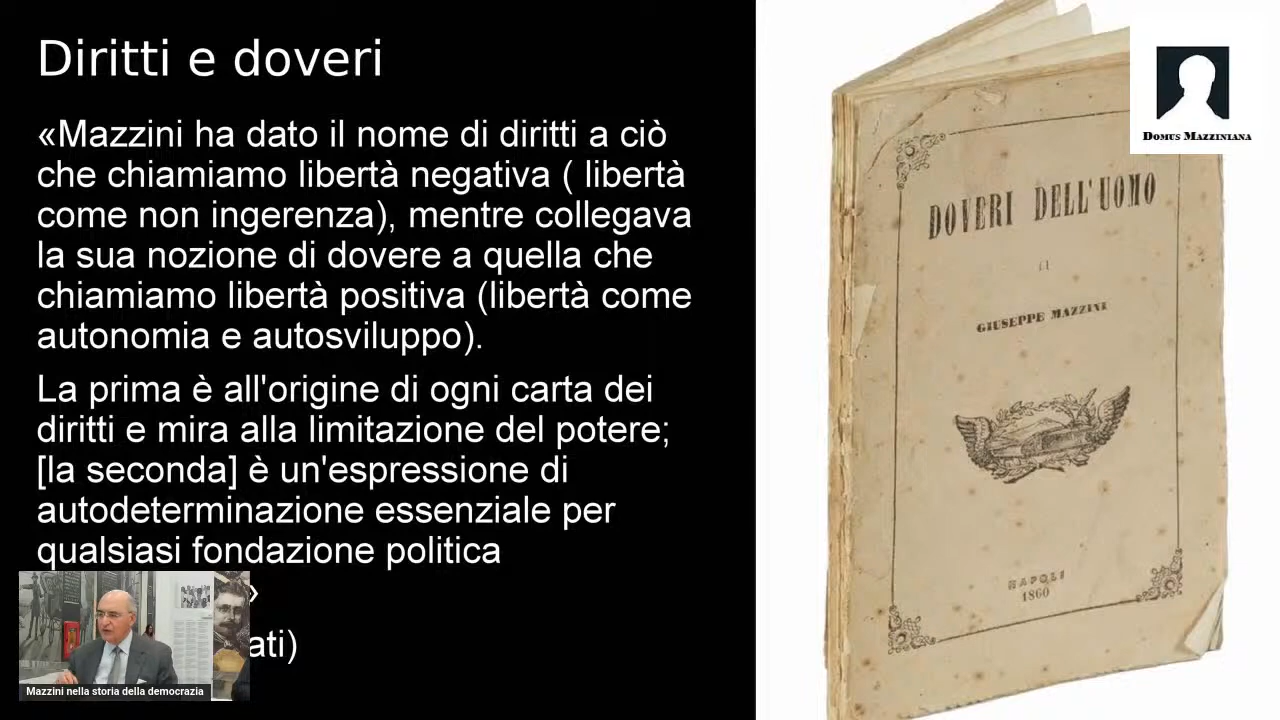 Diritti e doveri
«Mazzini ha dato il nome di diritti a ciò
che chiamiamo libertà negativa ( libertà
come non ingerenza), mentre collegava
la sua nozione di dovere a quella che
chiamiamo libertà positiva (libertà come
autonomia e autosviluppo).
La prima è all'origine di ogni carta dei
diritti e mira alla limitazione del potere;
[la seconda] è un'espressione di
autodeterminazione essenziale per
qualsiasi fondazione politica
»
ati)
Mazzini nella storia della democrazia
DOMUS MAZZINIANA
DOVERI DELL'UOMO
DI
GIUSEPPE MAZZINI
NAPOLI
1860